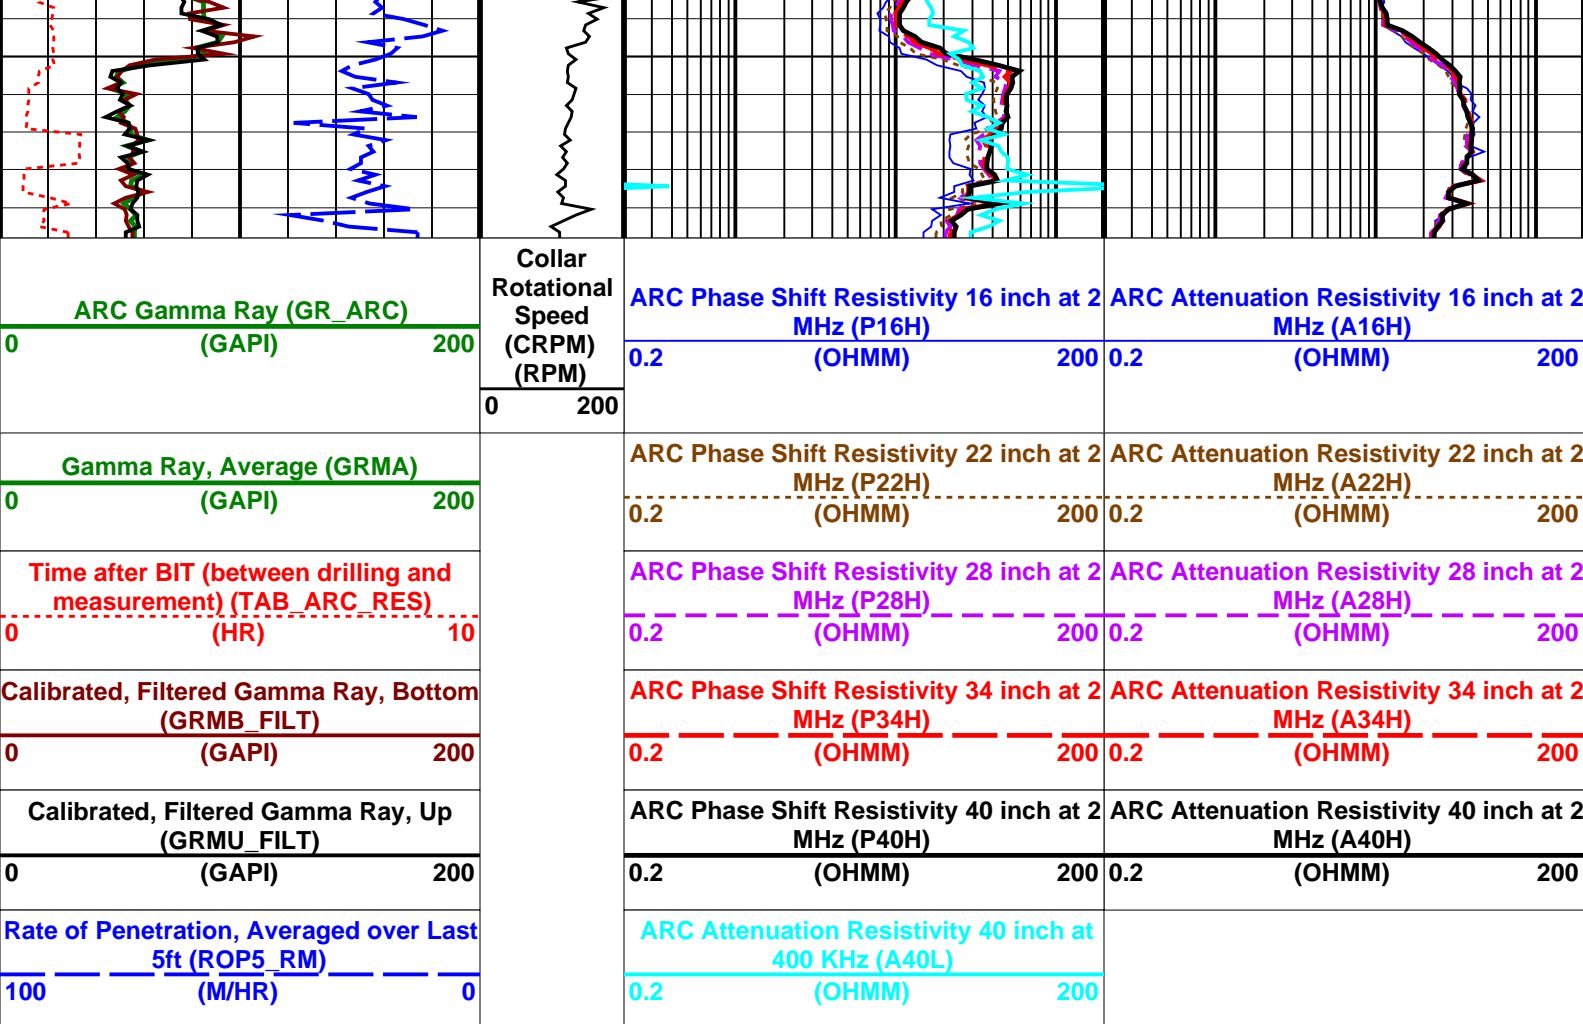 ARC Gamma Ray (GR_ARC)
0 (GAPI) 200
Collar
Rotational
Speed
(CRPM)
(RPM)
0 200
ARC Phase Shift Resistivity 16 inch at 2
MHz (P16H)
0.2 (OHMM) 200
ARC Attenuation Resistivity 16 inch at 2
MHz (A16H)
0.2 (OHMM) 200
Gamma Ray, Average (GRMA)
0 (GAPI) 200
ARC Phase Shift Resistivity 22 inch at 2
MHz (P22H)
0.2 (OHMM) 200
ARC Attenuation Resistivity 22 inch at 2
MHz (A22H)
0.2 (OHMM) 200
Time after BIT (between drilling and
measurement) (TAB_ARC_RES)
0 (HR) 10
ARC Phase Shift Resistivity 28 inch at 2
MHz (P28H)
0.2 (OHMM) 200
ARC Attenuation Resistivity 28 inch at 2
MHz (A28H)
0.2 (OHMM) 200
Calibrated, Filtered Gamma Ray, Bottom
(GRMB_FILT)
0 (GAPI) 200
ARC Phase Shift Resistivity 34 inch at 2
MHz (P34H)
0.2 (OHMM) 200
ARC Attenuation Resistivity 34 inch at 2
MHz (A34H)
0.2 (OHMM) 200
Calibrated, Filtered Gamma Ray, Up
(GRMU_FILT)
0 (GAPI) 200
ARC Phase Shift Resistivity 40 inch at 2
MHz (P40H)
0.2 (OHMM) 200
ARC Attenuation Resistivity 40 inch at 2
MHz (A40H)
0.2 (OHMM) 200
Rate of Penetration, Averaged over Last
5ft (ROP5_RM)
100 (M/HR) 0
ARC Attenuation Resistivity 40 inch at
400 KHz (A40L)
0.2 (OHMM) 200